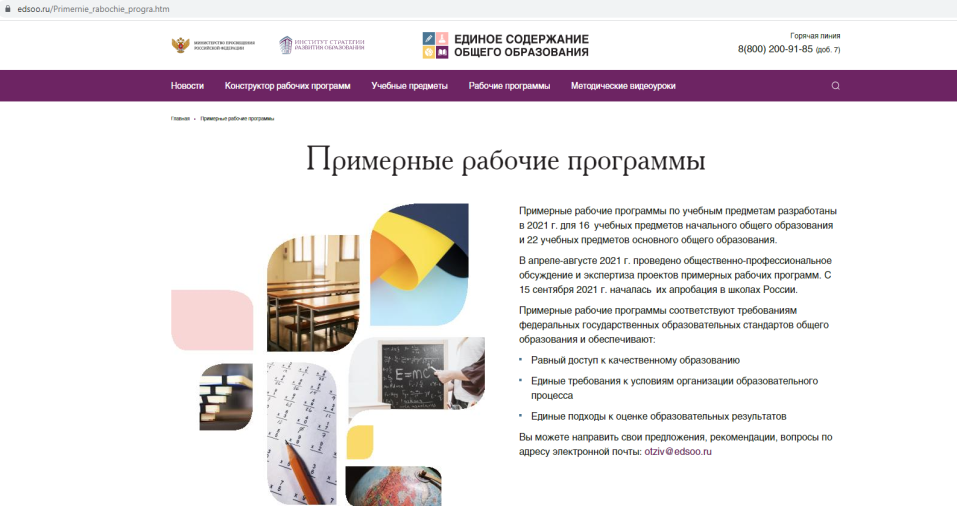 edsoo.ru/Primernie_rabochie_progra.htm
МИНИСТЕРСТВО ПРОСВЕЩЕНИЯ
РОССИЙСКОЙ ФЕДЕРАЦИИ
ИНСТИТУТ СТРАТЕГИИ
РАЗВИТИЯ ОБРАЗОВАНИЯ
ЕДИНОЕ СОДЕРЖАНИЕ
ОБЩЕГО ОБРАЗОВАНИЯ
Горячая линия
8(800) 200-91-85 (доб. 7)
Новости Конструктор рабочих программ Учебные предметы Рабочие программы Методические видеоуроки
Главная • Примерные рабочие программы
Примерные рабочие программы
Примерные рабочие программы по учебным предметам разработаны
в 2021 г. для 16 учебных предметов начального общего образования
и 22 учебных предметов основного общего образования.
В апреле-августе 2021 г. проведено общественно-профессиональное
обсуждение и экспертиза проектов примерных рабочих программ. С
15 сентября 2021 г. началась их апробация в школах России.
Примерные рабочие программы соответствуют требованиям
федеральных государственных образовательных стандартов общего
образования и обеспечивают:
Равный доступ к качественному образованию
Единые требования к условиям организации образовательного
процесса
Единые подходы к оценке образовательных результатов
Вы можете направить свои предложения, рекомендации, вопросы по
адресу электронной почты: otziv@edsoo.ru
E=mc²